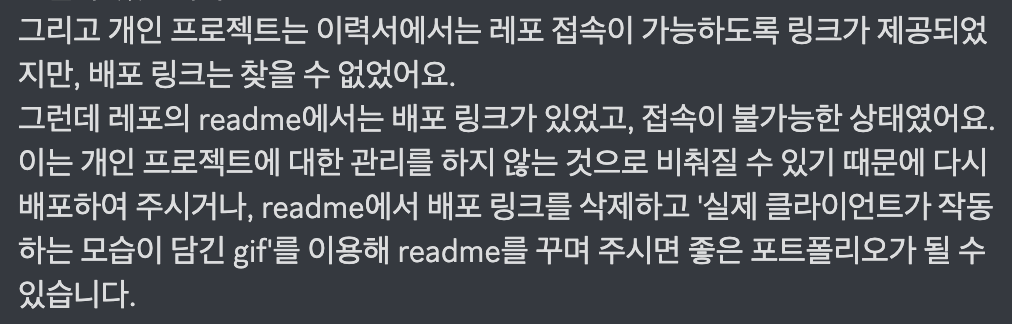 그리고 개인 프로젝트는 이력서에서는 레포 접속이 가능하도록 링크가 제공되었
지만, 배포 링크는 찾을 수 없었어요.
그런데 레포의 readme에서는 배포 링크가 있었고, 접속이 불가능한 상태였어요.
이는 개인 프로젝트에 대한 관리를 하지 않는 것으로 비춰질 수 있기 때문에 다시
배포하여 주시거나, readme에서 배포 링크를 삭제하고 '실제 클라이언트가 작동
하는 모습이 담긴 gif'를 이용해 readme를 꾸며 주시면 좋은 포트폴리오가 될 수
있습니다.